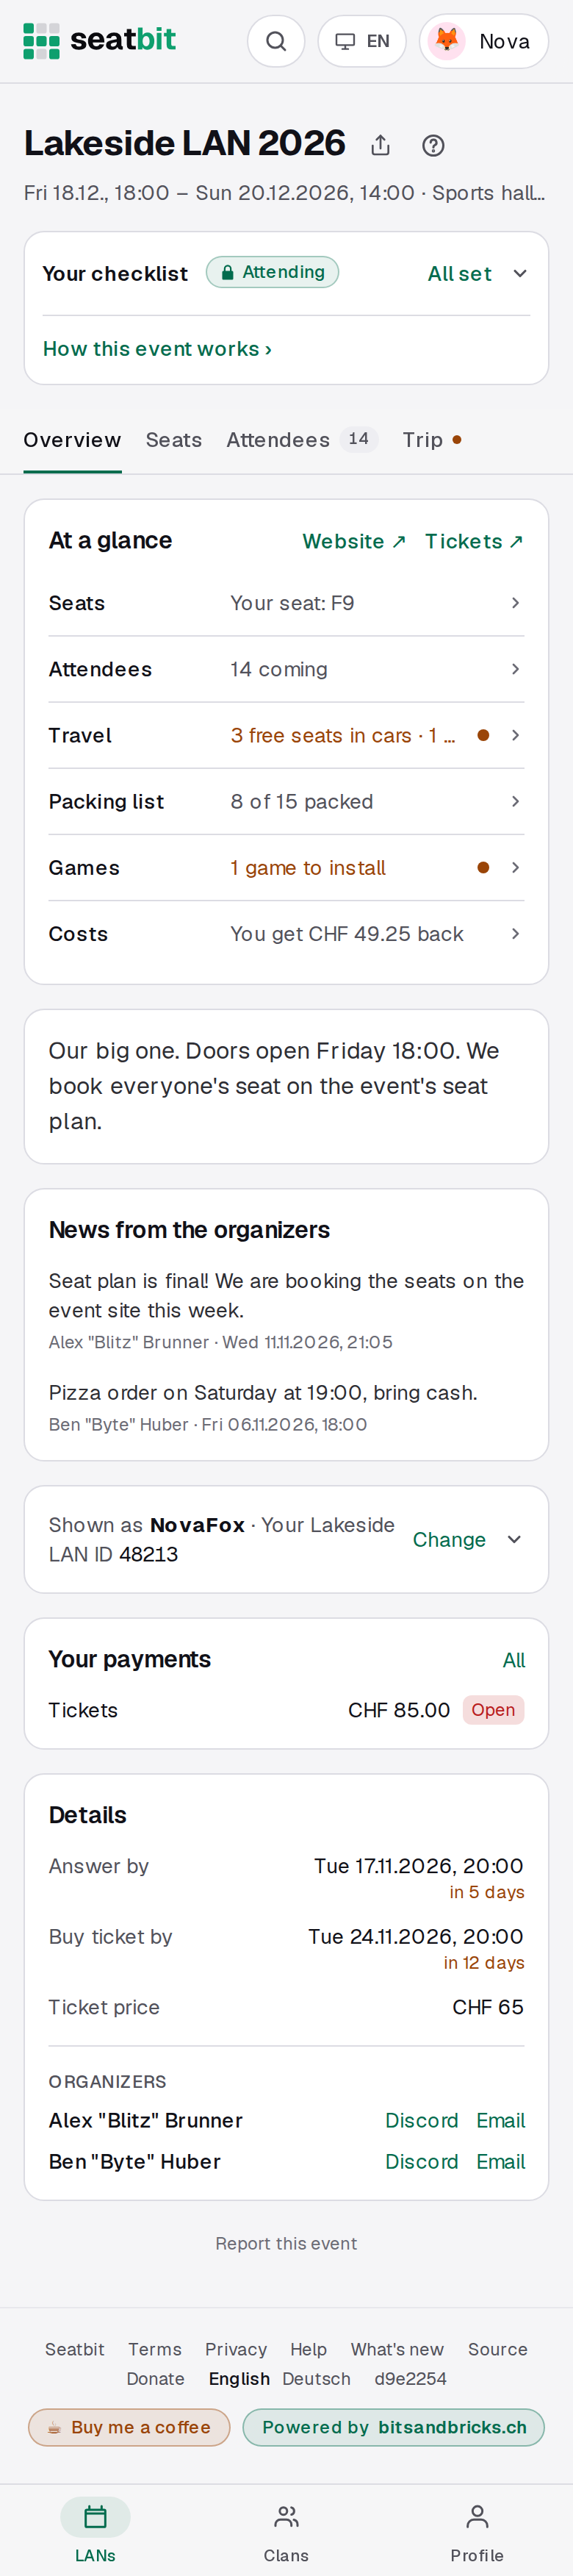 seatbit EN Nova
Lakeside LAN 2026
Fri 18.12., 18:00 – Sun 20.12.2026, 14:00 · Sports hall…
Your checklist Attending All set
How this event works ›
Overview Seats Attendees 14 Trip
At a glance Website ↗ Tickets ↗
Seats Your seat: F9
Attendees 14 coming
Travel 3 free seats in cars · 1 …
Packing list 8 of 15 packed
Games 1 game to install
Costs You get CHF 49.25 back
Our big one. Doors open Friday 18:00. We
book everyone's seat on the event's seat
plan.
News from the organizers
Seat plan is final! We are booking the seats on the
event site this week.
Alex "Blitz" Brunner · Wed 11.11.2026, 21:05
Pizza order on Saturday at 19:00, bring cash.
Ben "Byte" Huber · Fri 06.11.2026, 18:00
Shown as NovaFox · Your Lakeside
LAN ID 48213
Change
Your payments All
Tickets CHF 85.00 Open
Details
Answer by Tue 17.11.2026, 20:00
in 5 days
Buy ticket by Tue 24.11.2026, 20:00
in 12 days
Ticket price CHF 65
ORGANIZERS
Alex "Blitz" Brunner Discord Email
Ben "Byte" Huber Discord Email
Report this event
Seatbit Terms Privacy Help What's new Source
Donate English Deutsch d9e2254
Buy me a coffee Powered by bitsandbricks.ch
LANs Clans Profile